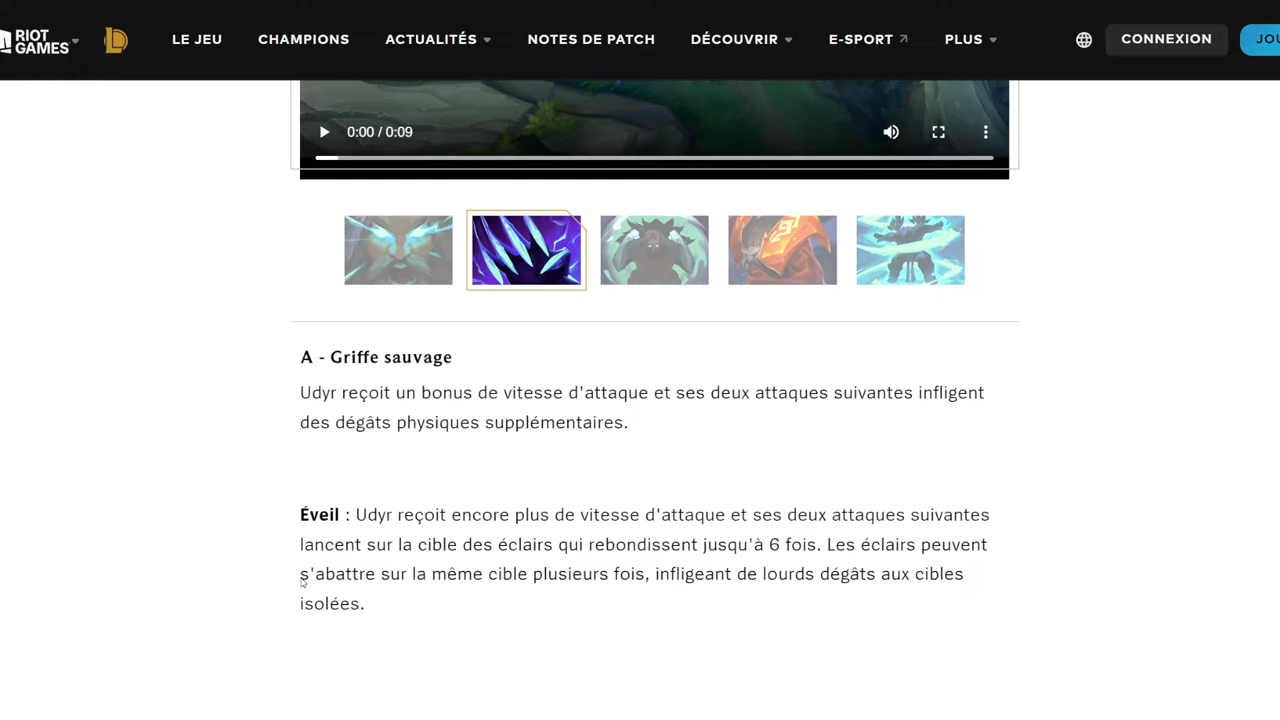 RIOT GAMES LE JEU CHAMPIONS ACTUALITÉS NOTES DE PATCH DÉCOUVRIR E-SPORT PLUS CONNEXION JOU
0:00 / 0:09
A - Griffe sauvage
Udyr reçoit un bonus de vitesse d'attaque et ses deux attaques suivantes infligent
des dégâts physiques supplémentaires.
Éveil : Udyr reçoit encore plus de vitesse d'attaque et ses deux attaques suivantes
lancent sur la cible des éclairs qui rebondissent jusqu'à 6 fois. Les éclairs peuvent
s'abattre sur la même cible plusieurs fois, infligeant de lourds dégâts aux cibles
isolées.